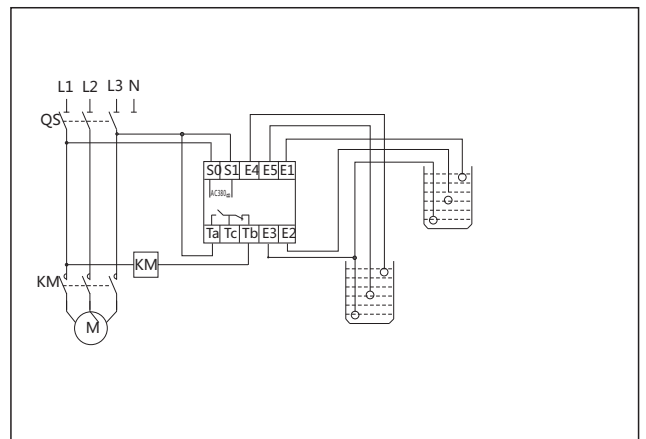 L1 L2 L3 N
QS
S0 S1 E4 E5 E1
AC380
Ta Tc Tb E3 E2
KM
KM
M